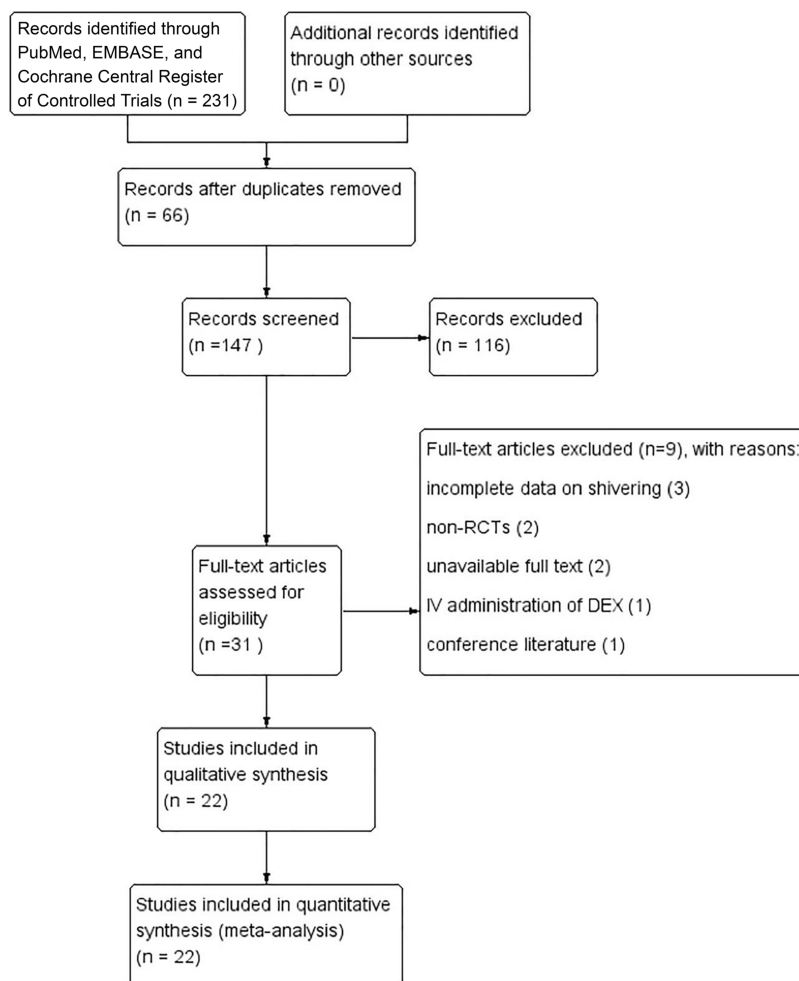 Records identified through
PubMed, EMBASE, and
Cochrane Central Register
of Controlled Trials (n = 231)
Additional records identified
through other sources
(n = 0)
Records after duplicates removed
(n = 66)
Records screened
(n =147 )
Records excluded
(n = 116)
Full-text articles excluded (n=9), with reasons:
incomplete data on shivering (3)
non-RCTs (2)
unavailable full text (2)
IV administration of DEX (1)
conference literature (1)
Full-text articles
assessed for
eligibility
(n =31 )
Studies included in
qualitative synthesis
(n = 22)
Studies included in quantitative
synthesis (meta-analysis)
(n = 22)